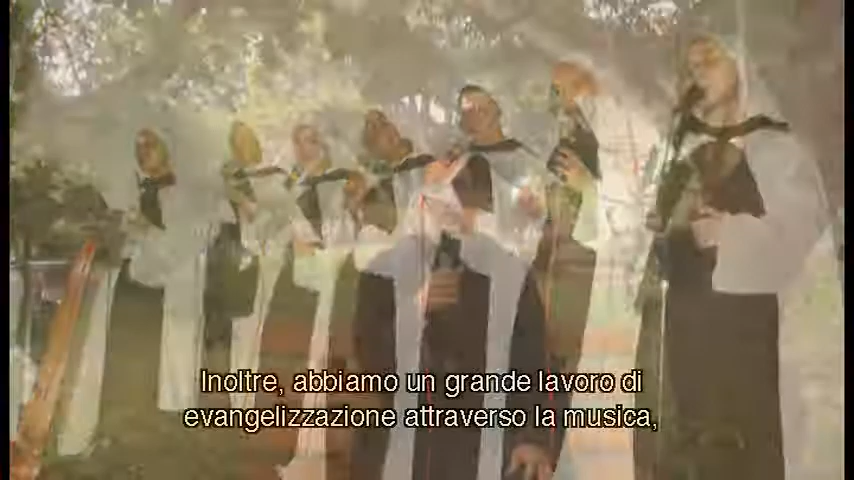 Inoltre, abbiamo un grande lavoro di
evangelizzazione attraverso la musica,